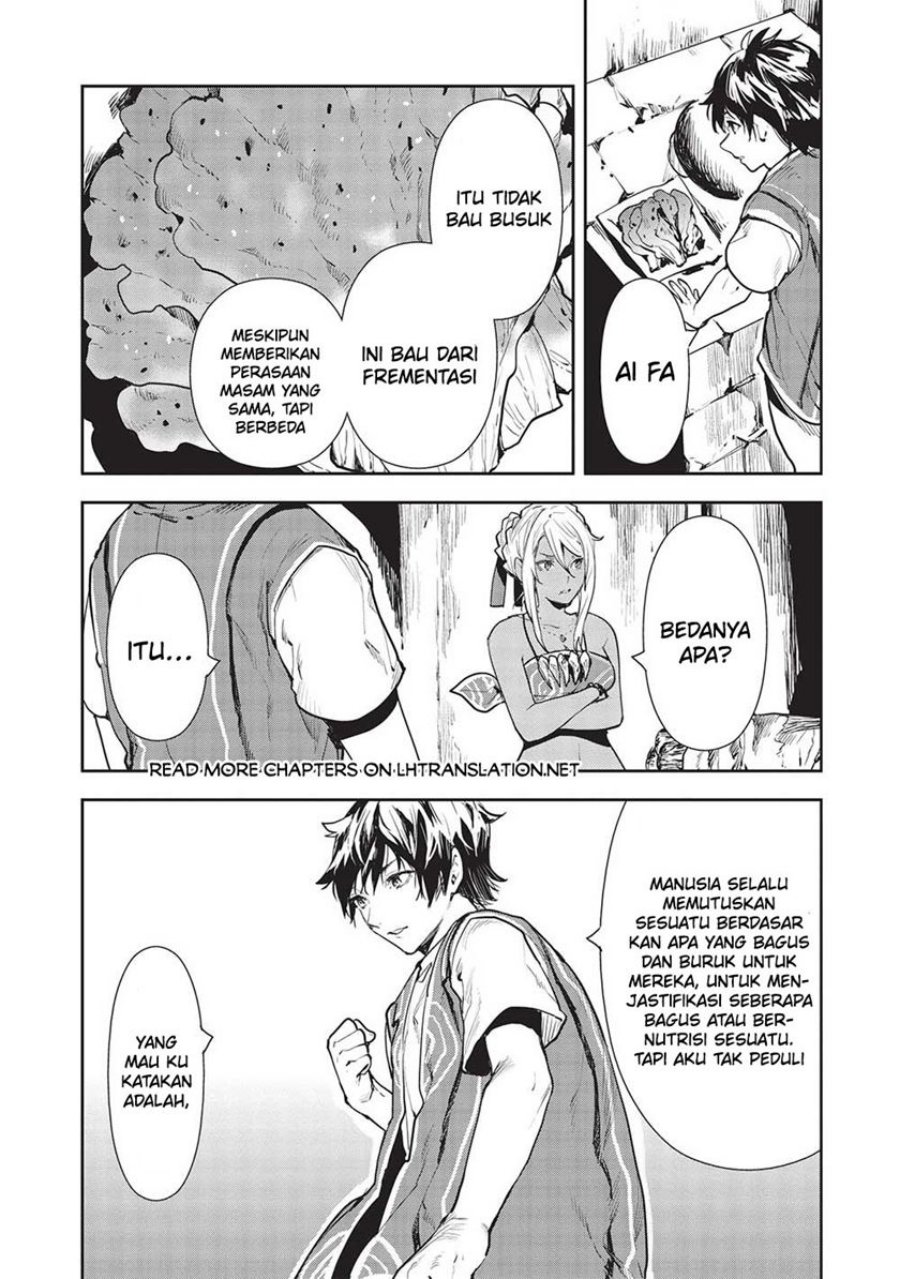 AI FA
ITU TIDAK
BAU BUSUK
INI BAU DARI
FREMENTASI
MESKIPUN
MEMBERIKAN
PERASAAN
MASAM YANG
SAMA, TAPI
BERBEDA
BEDANYA
APA?
ITU...
READ MORE CHAPTERS ON LHTRANSLATION.NET
MANUSIA SELALU
MEMUTUSKAN
SESUATU BERDASAR
KAN APA YANG BAGUS
DAN BURUK UNTUK
MEREKA, UNTUK MEN-
JASTIFIKASI SEBERAPA
BAGUS ATAU BER-
NUTRISI SESUATU.
TAPI AKU TAK PEDULI
YANG
MAU KU
KATAKAN
ADALAH,